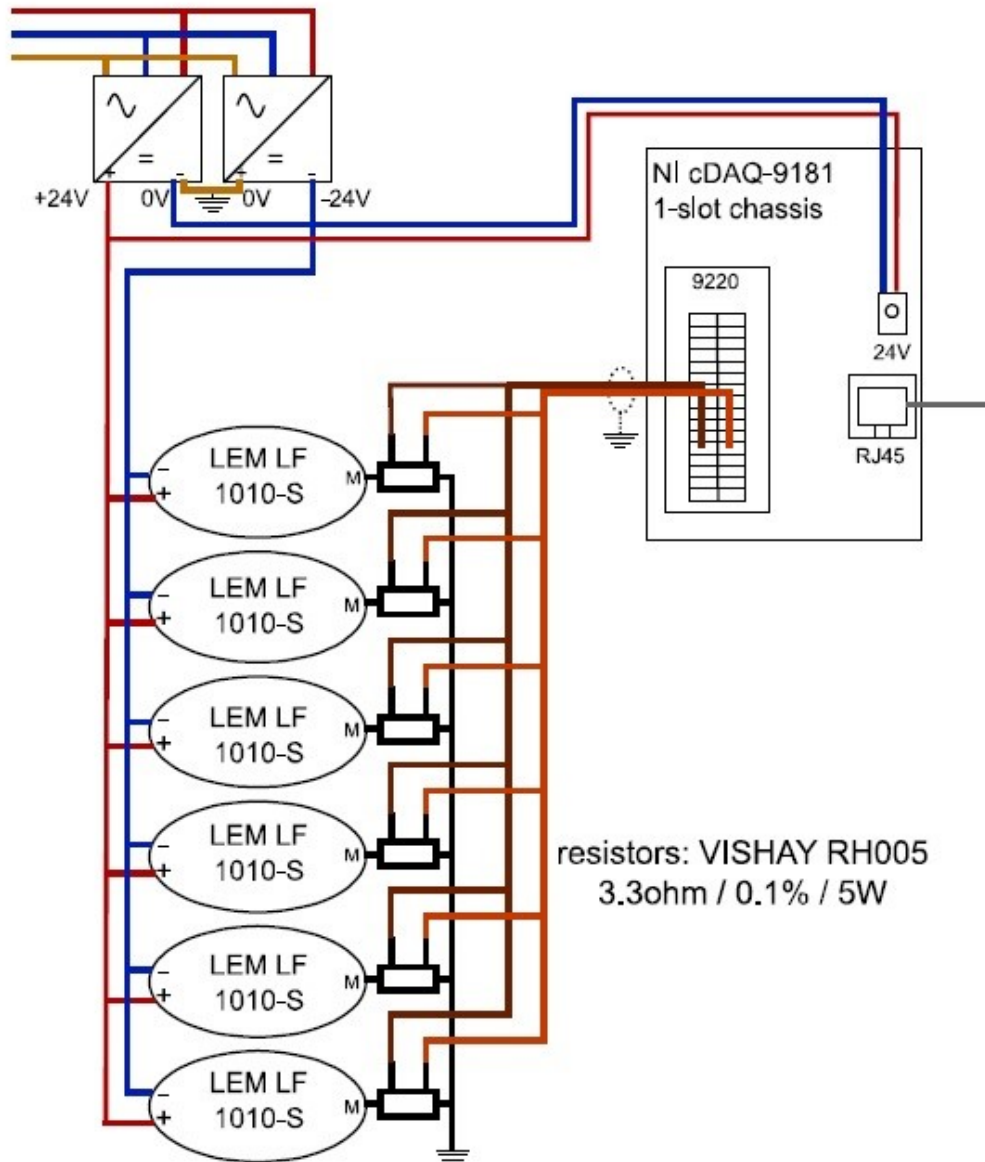 + - + -
+24V 0V 0V -24V
NI cDAQ-9181
1-slot chassis
9220
24V
RJ45
LEM LF
1010-S
M
-
+
LEM LF
1010-S
M
-
+
LEM LF
1010-S
M
-
+
LEM LF
1010-S
M
-
+
resistors: VISHAY RH005
3.3ohm / 0.1% / 5W
LEM LF
1010-S
M
-
+
LEM LF
1010-S
M
-
+